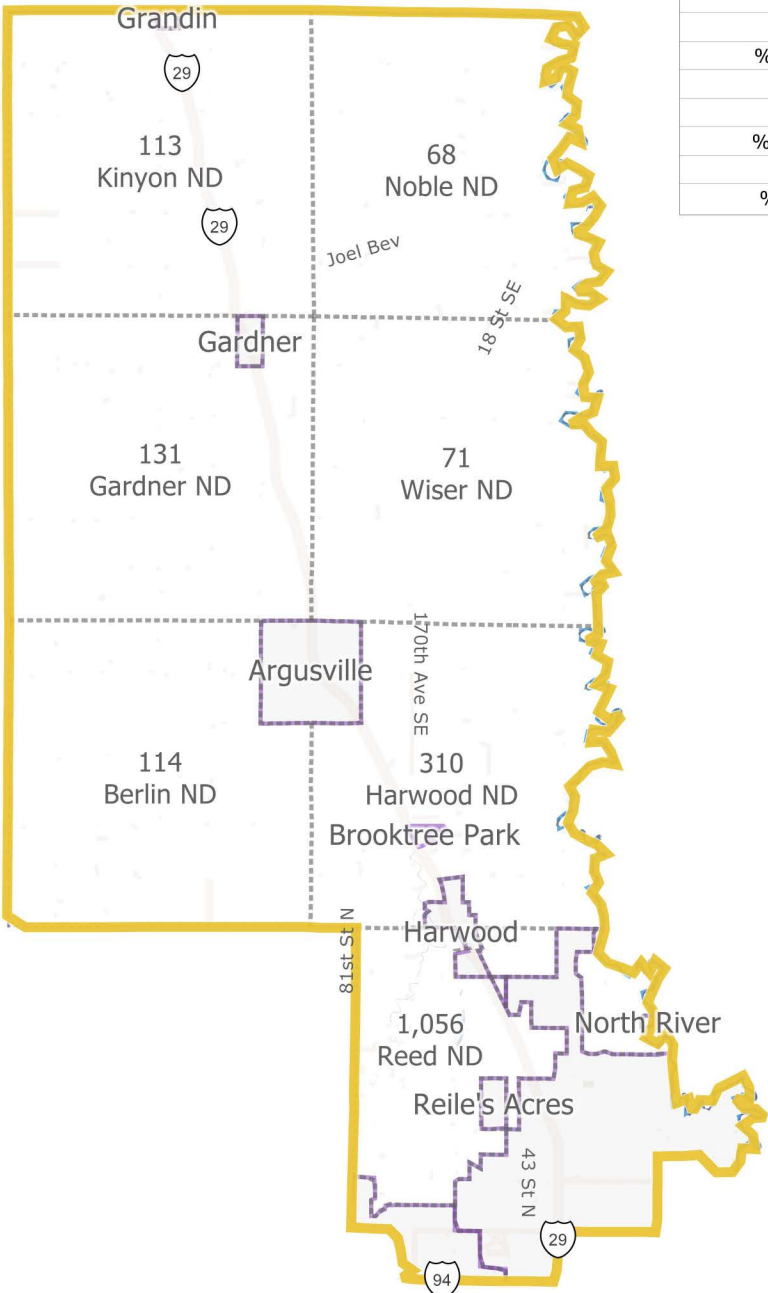 Grandin
29
%
%
%
113
Kinyon ND
68
Noble ND
29
Joel Bev
18 St SE
Gardner
131
Gardner ND
71
Wiser ND
170th Ave SE
Argusville
114
Berlin ND
310
Harwood ND
Brooktree Park
81st St N
Harwood
1,056
Reed ND
North River
Reile's Acres
43 St N
29
94